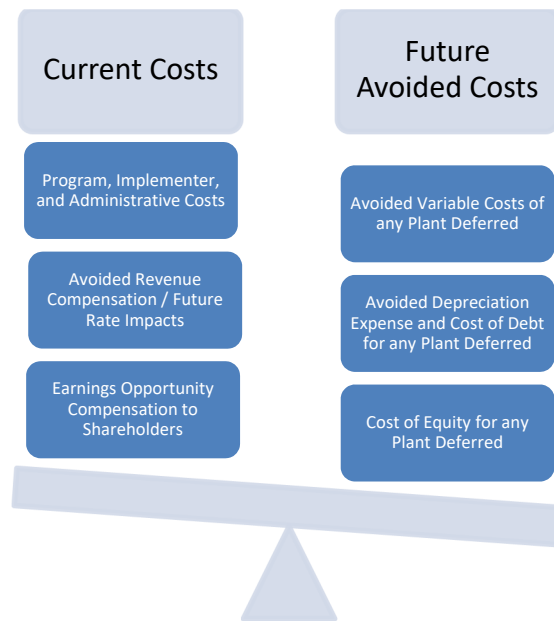 Current Costs
Program, Implementer,
and Administrative Costs
Avoided Revenue
Compensation / Future
Rate Impacts
Earnings Opportunity
Compensation to
Shareholders
Future
Avoided Costs
Avoided Variable Costs of
any Plant Deferred
Avoided Depreciation
Expense and Cost of Debt
for any Plant Deferred
Cost of Equity for any
Plant Deferred